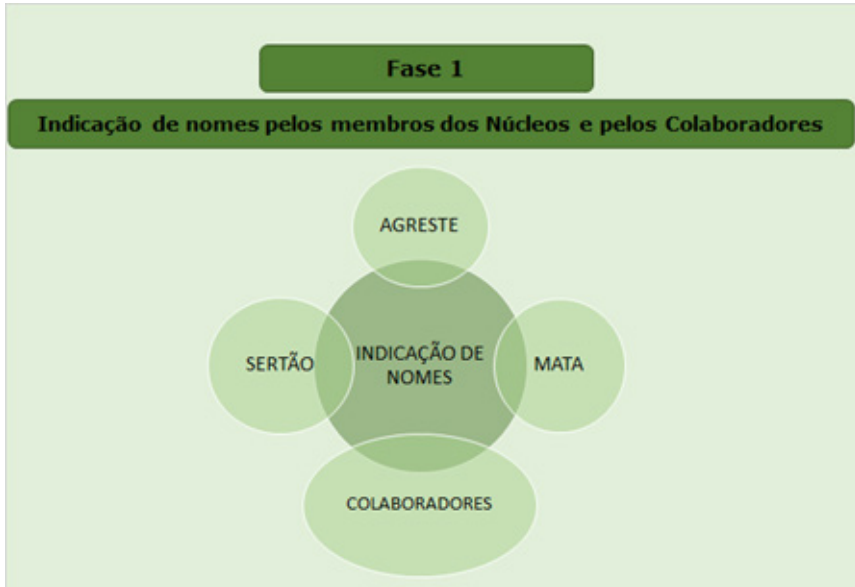 Fase 1
Indicação de nomes pelos membros dos Núcleos e pelos Colaboradores
AGRESTE
SERTÃO
INDICAÇÃO DE
NOMES
MATA
COLABORADORES